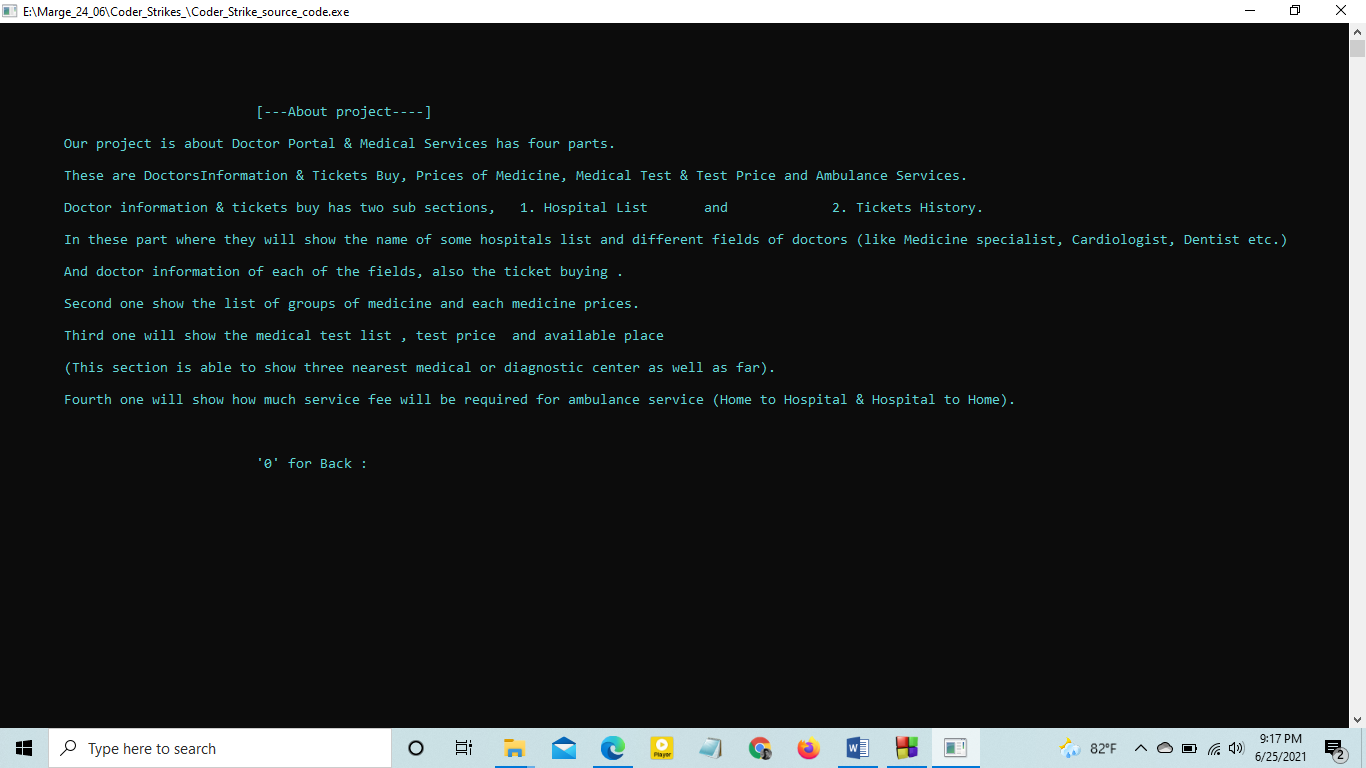 E:\Marge_24_06\Coder_Strikes_\Coder_Strike_source_code.exe
[---About project----]
Our project is about Doctor Portal & Medical Services has four parts.
These are DoctorsInformation & Tickets Buy, Prices of Medicine, Medical Test & Test Price and Ambulance Services.
Doctor information & tickets buy has two sub sections,   1. Hospital List       and             2. Tickets History.
In these part where they will show the name of some hospitals list and different fields of doctors (like Medicine specialist, Cardiologist, Dentist etc.)
And doctor information of each of the fields, also the ticket buying .
Second one show the list of groups of medicine and each medicine prices.
Third one will show the medical test list , test price  and available place
(This section is able to show three nearest medical or diagnostic center as well as far).
Fourth one will show how much service fee will be required for ambulance service (Home to Hospital & Hospital to Home).
'0' for Back :
Type here to search
Player
82°F
9:17 PM
6/25/2021
2